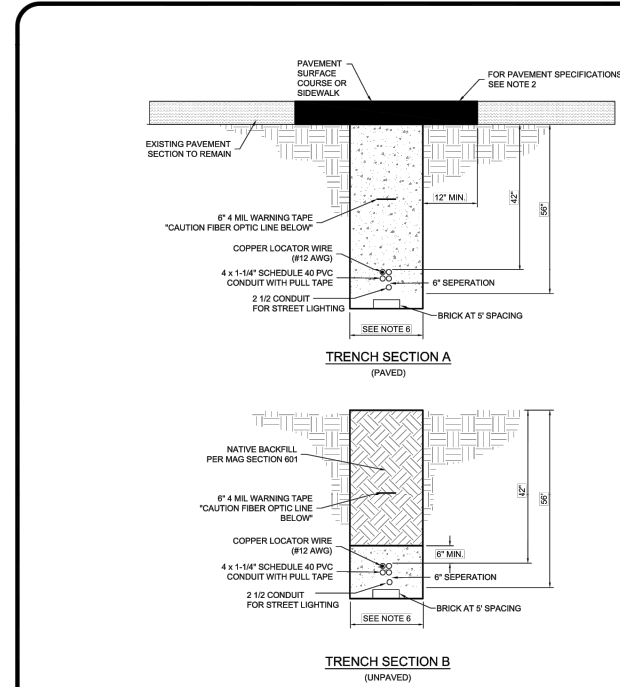 PAVEMENT
SURFACE
COURSE OR
SIDEWALK
FOR PAVEMENT SPECIFICATIONS
SEE NOTE 2
EXISTING PAVEMENT
SECTION TO REMAIN
12" MIN.
42"
56"
6" 4 MIL WARNING TAPE
"CAUTION FIBER OPTIC LINE BELOW"
COPPER LOCATOR WIRE
(#12 AWG)
4 x 1-1/4" SCHEDULE 40 PVC
CONDUIT WITH PULL TAPE
6" SEPERATION
2 1/2 CONDUIT
FOR STREET LIGHTING
BRICK AT 5' SPACING
SEE NOTE 6
TRENCH SECTION A
(PAVED)
NATIVE BACKFILL
PER MAG SECTION 601
42"
56"
6" 4 MIL WARNING TAPE
"CAUTION FIBER OPTIC LINE
BELOW"
COPPER LOCATOR WIRE
(#12 AWG)
6" MIN.
4 x 1-1/4" SCHEDULE 40 PVC
CONDUIT WITH PULL TAPE
6" SEPERATION
2 1/2 CONDUIT
FOR STREET LIGHTING
BRICK AT 5' SPACING
SEE NOTE 6
TRENCH SECTION B
(UNPAVED)